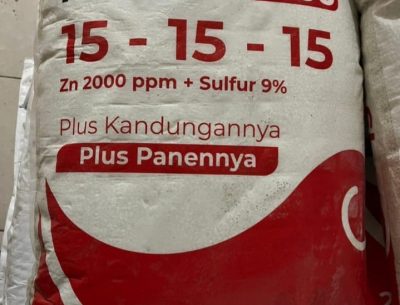 15 - 15 - 15
Zn 2000 ppm + Sulfur 9%
Plus Kandungannya
Plus Panennya